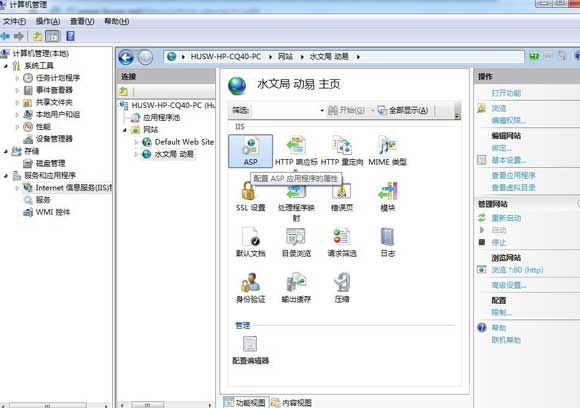 计算机管理
文件(F) 操作(A) 查看(V) 帮助(H)
计算机管理(本地)
系统工具
任务计划程序
事件查看器
共享文件夹
本地用户和组
性能
设备管理器
存储
磁盘管理
服务和应用程序
Internet 信息服务(IIS)
服务
WMI 控件
HUSW-HP-CQ40-PC 网站 水文局 动易
连接
HUSW-HP-CQ40-PC (HU
应用程序池
网站
Default Web Site
水文局 动易
水文局 动易 主页
筛选: 开始(G) 全部显示(A)
IIS
ASP
HTTP 响应标
HTTP 重定向
MIME 类型
配置 ASP 应用程序的属性
SSL 设置
处理程序映射
错误页
模块
默认文档
目录浏览
请求筛选
日志
身份验证
输出缓存
压缩
管理
配置编辑器
功能视图 内容视图
操作
打开功能
浏览
编辑权限...
编辑网站
绑定...
基本设置...
查看应用程序
查看虚拟目录
管理网站
重新启动
启动
停止
浏览网站
浏览 *:80 (http)
高级设置...
配置
限制...
帮助
联机帮助